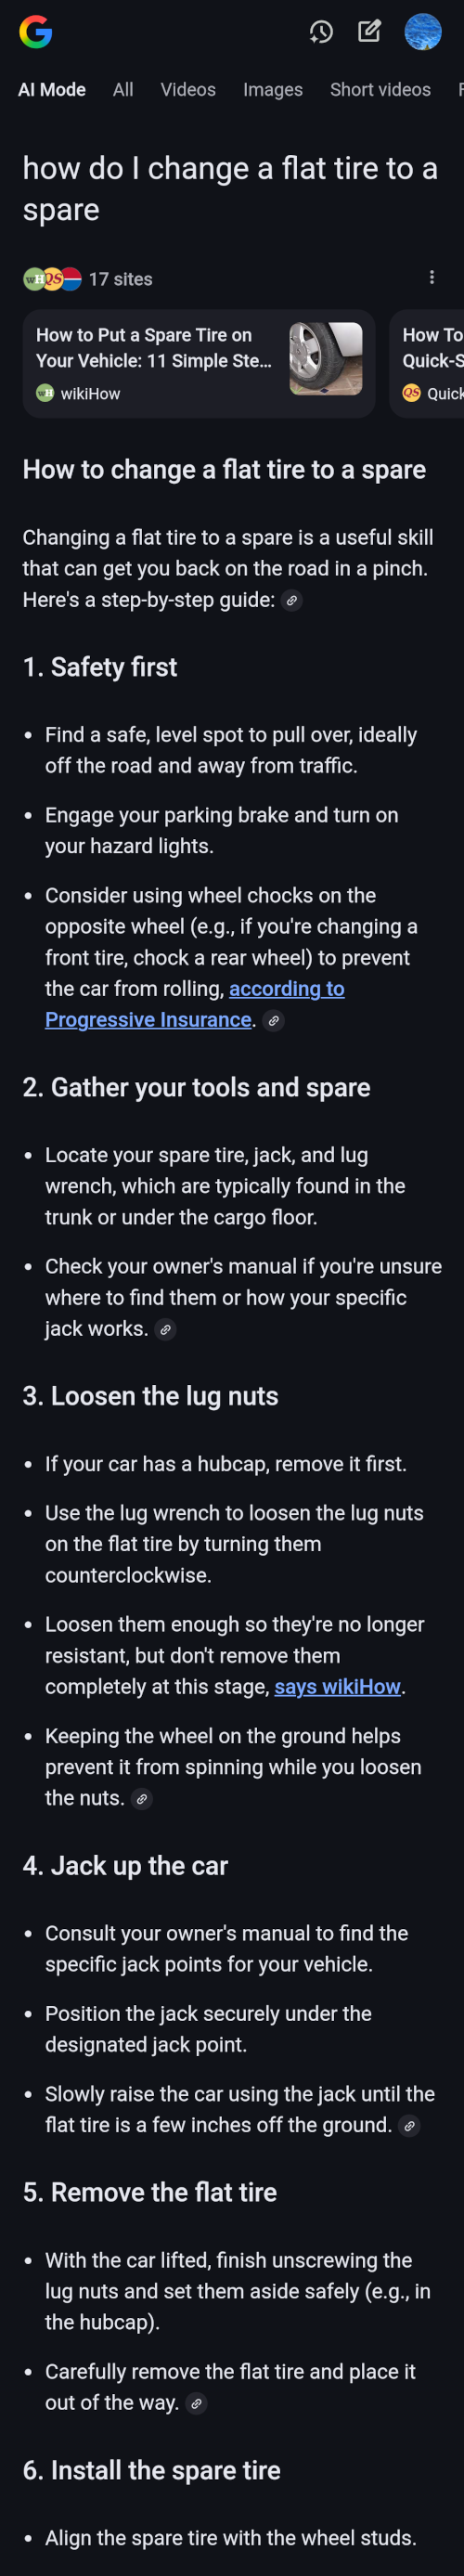 AI Mode All Videos Images Short videos F
how do I change a flat tire to a
spare
wH QS 17 sites
How to Put a Spare Tire on
Your Vehicle: 11 Simple Ste...
wH wikiHow
How To
Quick-S
QS Quick
How to change a flat tire to a spare
Changing a flat tire to a spare is a useful skill
that can get you back on the road in a pinch.
Here's a step-by-step guide:
1. Safety first
• Find a safe, level spot to pull over, ideally
off the road and away from traffic.
• Engage your parking brake and turn on
your hazard lights.
• Consider using wheel chocks on the
opposite wheel (e.g., if you're changing a
front tire, chock a rear wheel) to prevent
the car from rolling, according to
Progressive Insurance.
2. Gather your tools and spare
• Locate your spare tire, jack, and lug
wrench, which are typically found in the
trunk or under the cargo floor.
• Check your owner's manual if you're unsure
where to find them or how your specific
jack works.
3. Loosen the lug nuts
• If your car has a hubcap, remove it first.
• Use the lug wrench to loosen the lug nuts
on the flat tire by turning them
counterclockwise.
• Loosen them enough so they're no longer
resistant, but don't remove them
completely at this stage, says wikiHow.
• Keeping the wheel on the ground helps
prevent it from spinning while you loosen
the nuts.
4. Jack up the car
• Consult your owner's manual to find the
specific jack points for your vehicle.
• Position the jack securely under the
designated jack point.
• Slowly raise the car using the jack until the
flat tire is a few inches off the ground.
5. Remove the flat tire
• With the car lifted, finish unscrewing the
lug nuts and set them aside safely (e.g., in
the hubcap).
• Carefully remove the flat tire and place it
out of the way.
6. Install the spare tire
• Align the spare tire with the wheel studs.